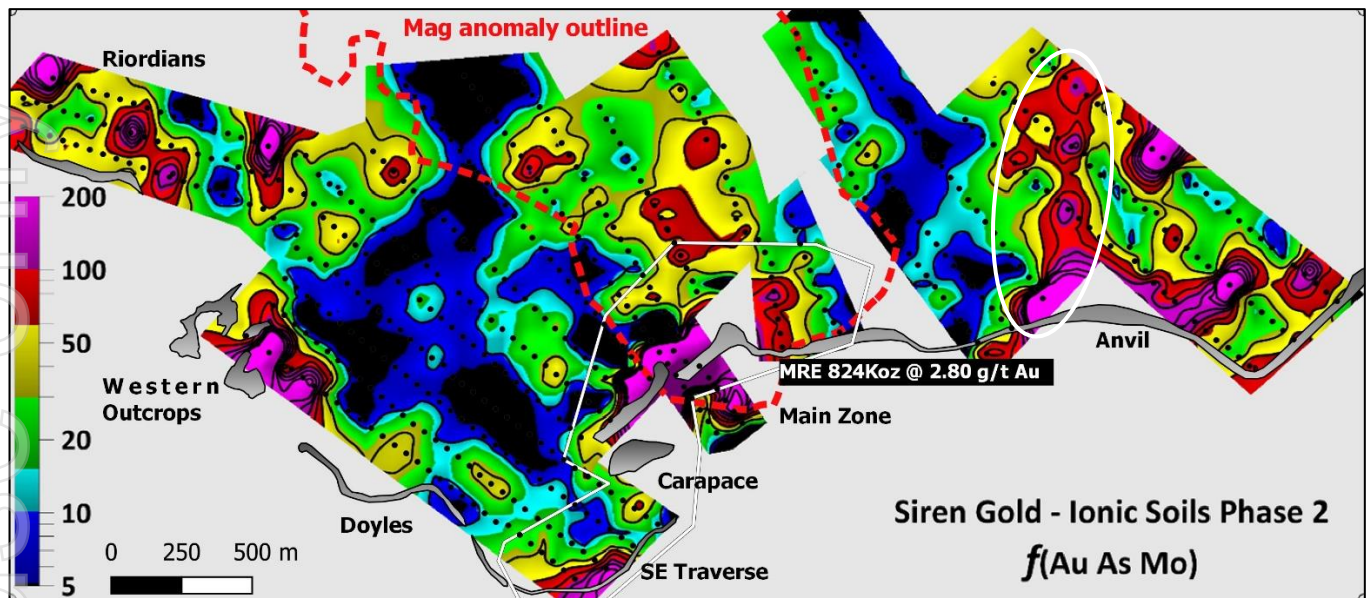 Mag anomaly outline
Riordians
200
100
50
20
10
5
Western
Outcrops
Doyles
0 250 500 m
Carapace
SE Traverse
MRE 824Koz @ 2.80 g/t Au
Main Zone
Anvil
Siren Gold - Ionic Soils Phase 2
f(Au As Mo)